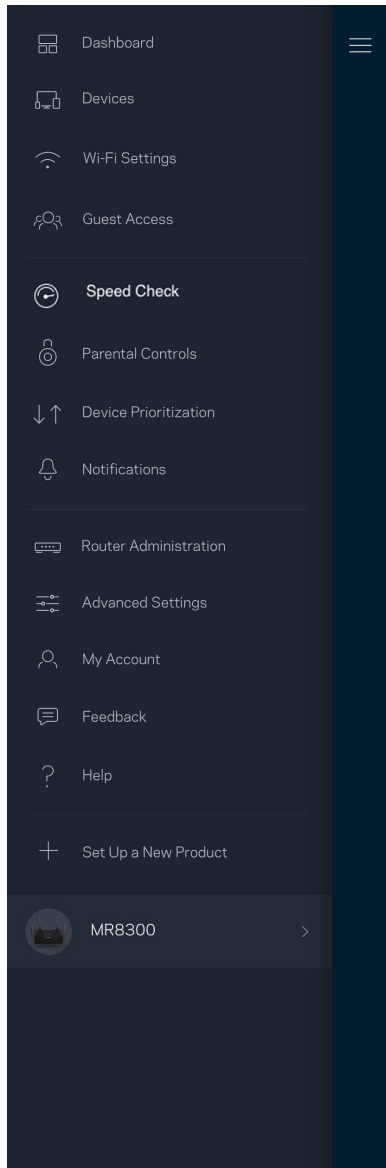 Dashboard
Devices
Wi-Fi Settings
Guest Access
Speed Check
Parental Controls
Device Prioritization
Notifications
Router Administration
Advanced Settings
My Account
Feedback
Help
Set Up a New Product
MR8300